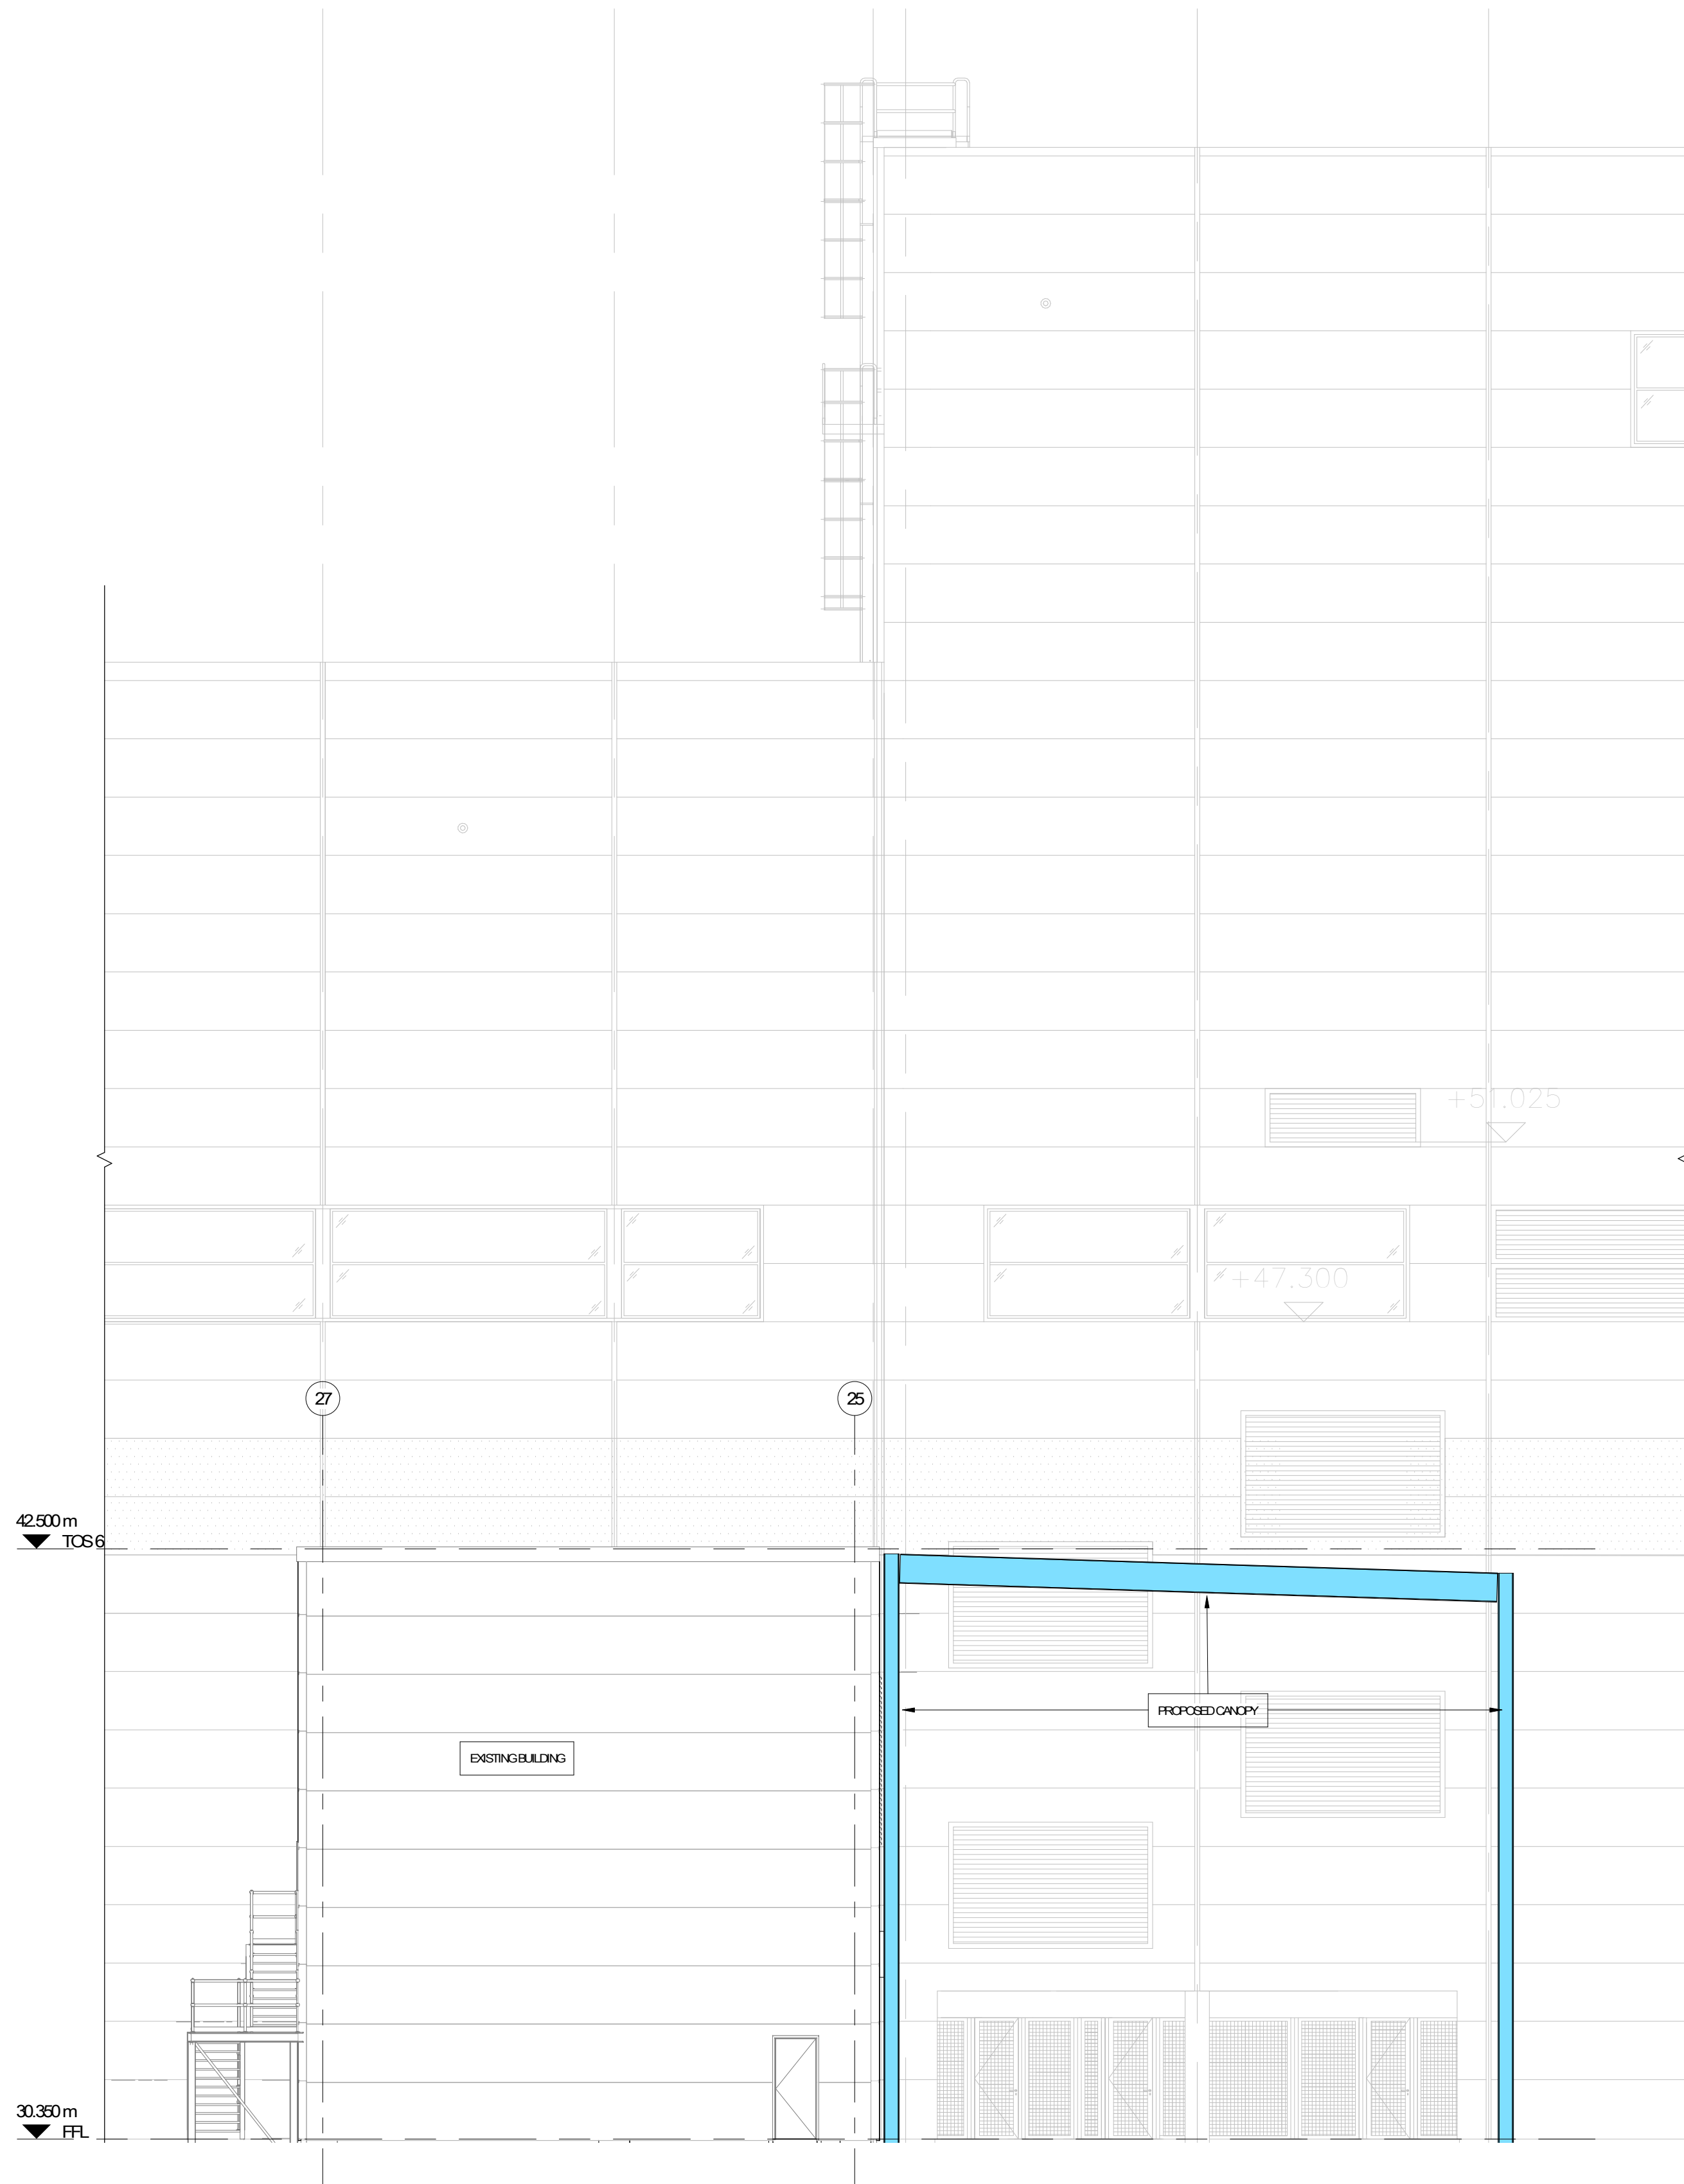 +51.025
+47.300
27
25
42.500 m
TOS 6
PROPOSED CANOPY
EXISTING BUILDING
30.350 m
FFL